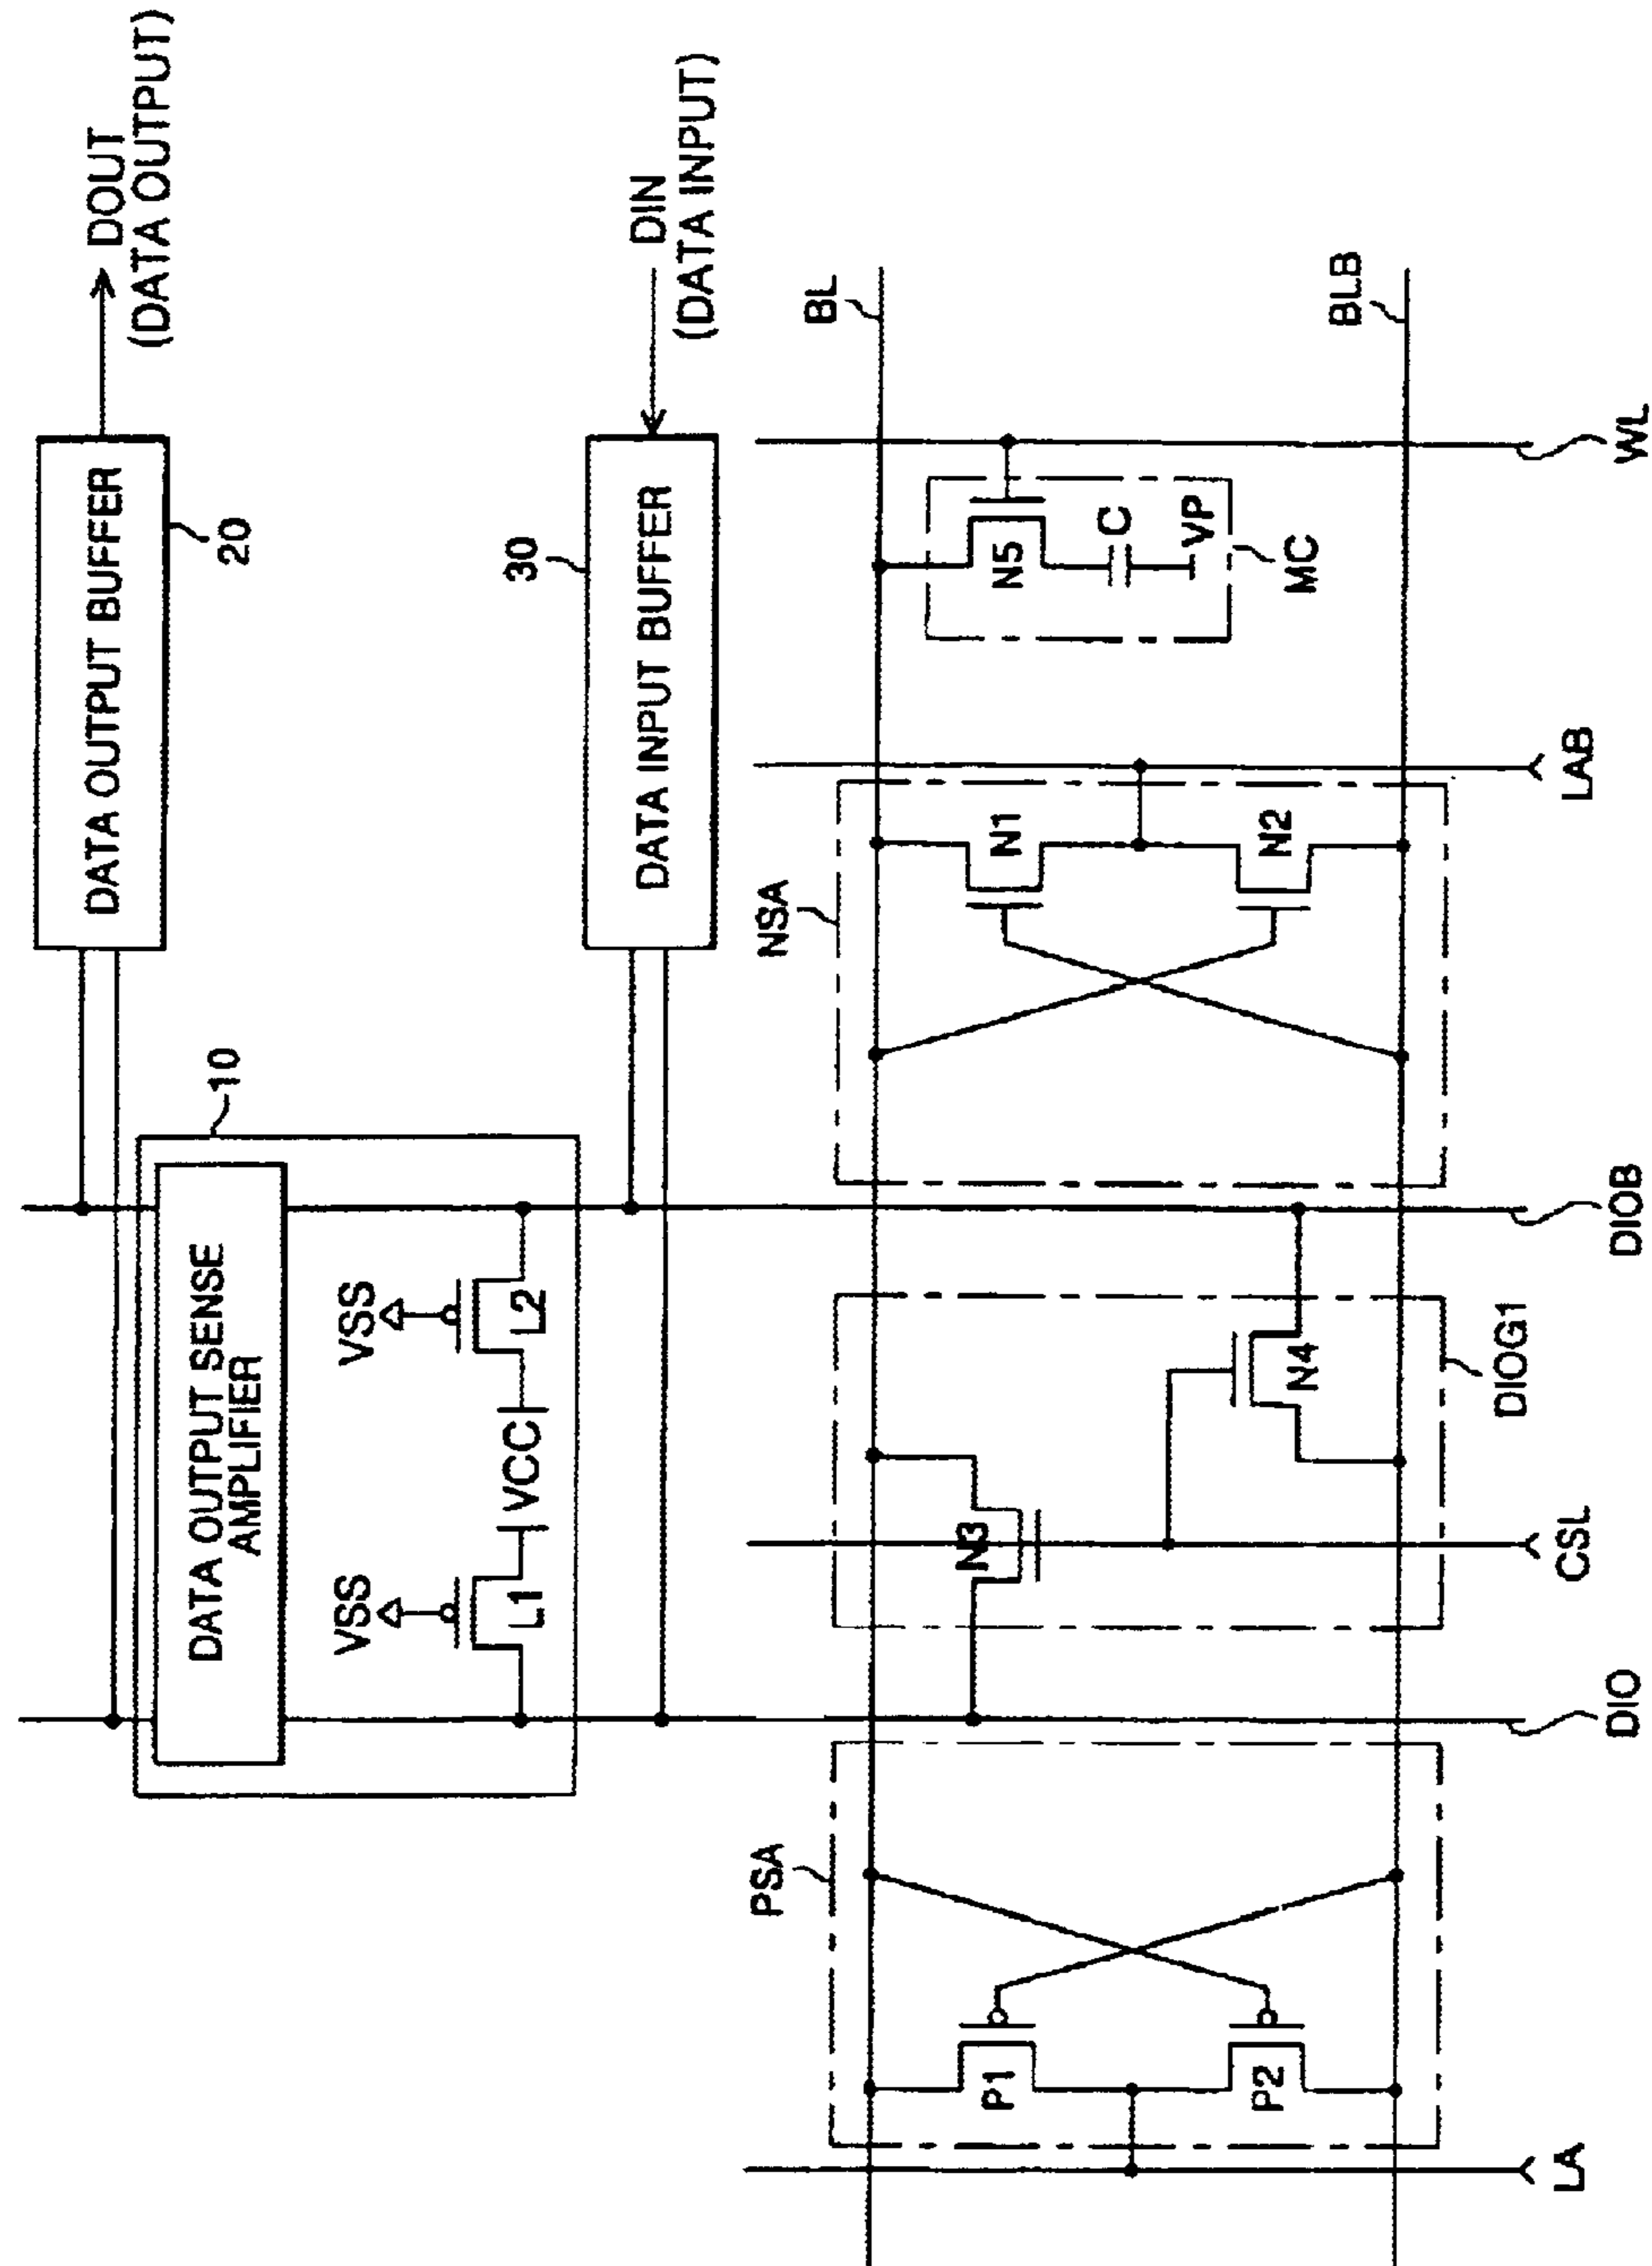 DOUT
(DATA OUTPUT)
DATA OUTPUT BUFFER
20
DIN
(DATA INPUT)
DATA INPUT BUFFER
30
10
DATA OUTPUT SENSE
AMPLIFIER
VSS
L1
VCC
VSS
L2
PSA
P1
P2
LA
DIO
N3
CSL
N4
DIOG1
DIOB
NSA
N1
N2
LAB
N5
C
VP
MC
WL
BL
BLB